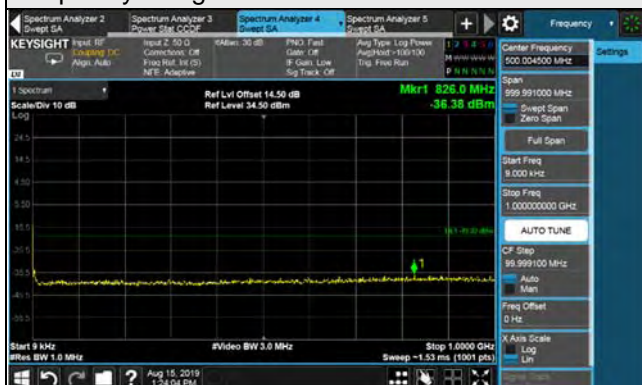 Spectrum Analyzer 2
Swept SA
Spectrum Analyzer 3
Power Stat CCDF
Spectrum Analyzer 4
Swept SA
Spectrum Analyzer 5
Swept SA
Frequency
KEYSIGHT
Input: RF
Coupling: DC
Align: Auto
Input Z: 50 Ω
Corrections: Off
Freq Ref: Int (S)
NFE: Adaptive
#Atten: 30 dB
PNO: Fast
Gate: Off
IF Gain: Low
Sig Track: Off
Avg Type: Log-Power
Avg|Hold:>100/100
Trig: Free Run
1 2 3 4 5 6
M w w w w w
P N N N N N
Center Frequency
500.004500 MHz
Settings
Span
999.991000 MHz
Swept Span
Zero Span
Full Span
Start Freq
9.000 kHz
Stop Freq
1.000000000 GHz
AUTO TUNE
CF Step
99.999100 MHz
Auto
Man
Freq Offset
0 Hz
X Axis Scale
Log
Lin
Signal Track
1 Spectrum
Scale/Div 10 dB
Ref Lvl Offset 14.50 dB
Ref Level 34.50 dBm
Mkr1 826.0 MHz
-36.38 dBm
Log
24.5
14.5
4.50
-5.50
-15.5
-25.5
-35.5
-45.5
-55.5
1
Start 9 kHz
#Res BW 1.0 MHz
#Video BW 3.0 MHz
Stop 1.0000 GHz
Sweep ~1.53 ms (1001 pts)
Aug 15, 2019
1:24:04 PM